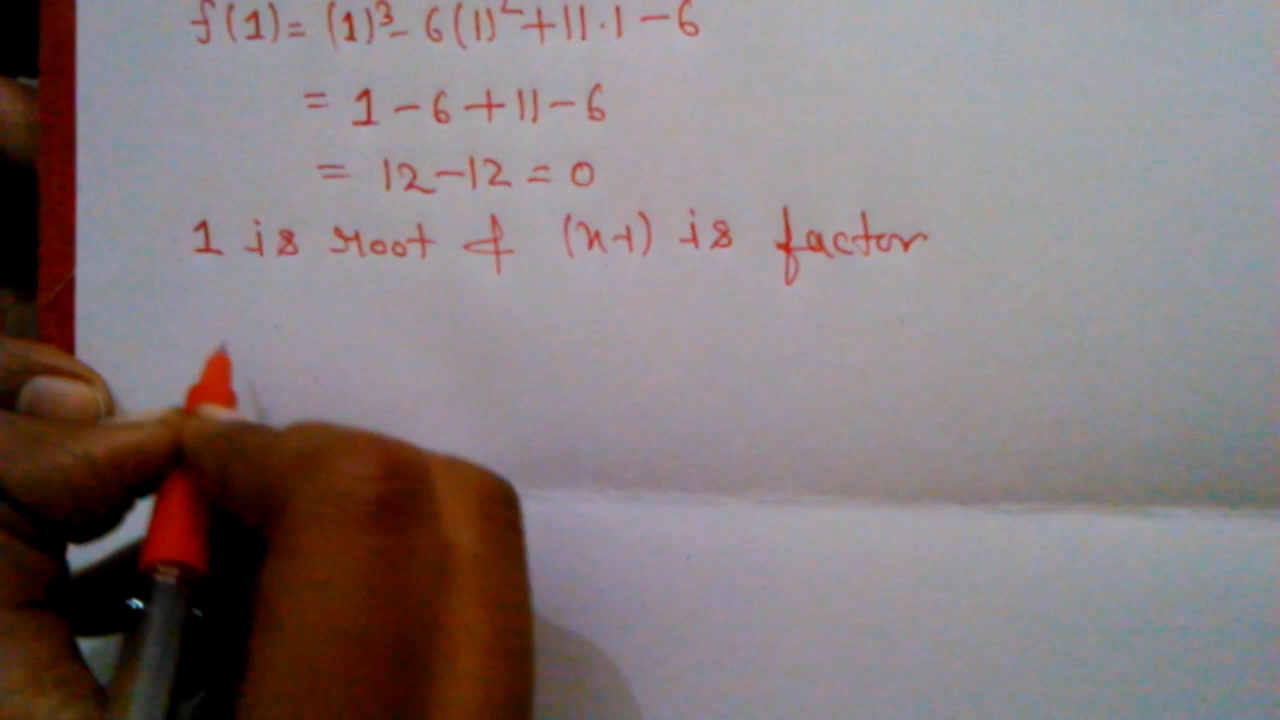 f(1) = (1)³ - 6(1)² + 11·1 - 6
= 1 - 6 + 11 - 6
= 12 - 12 = 0
1 is root & (x-1) is factor